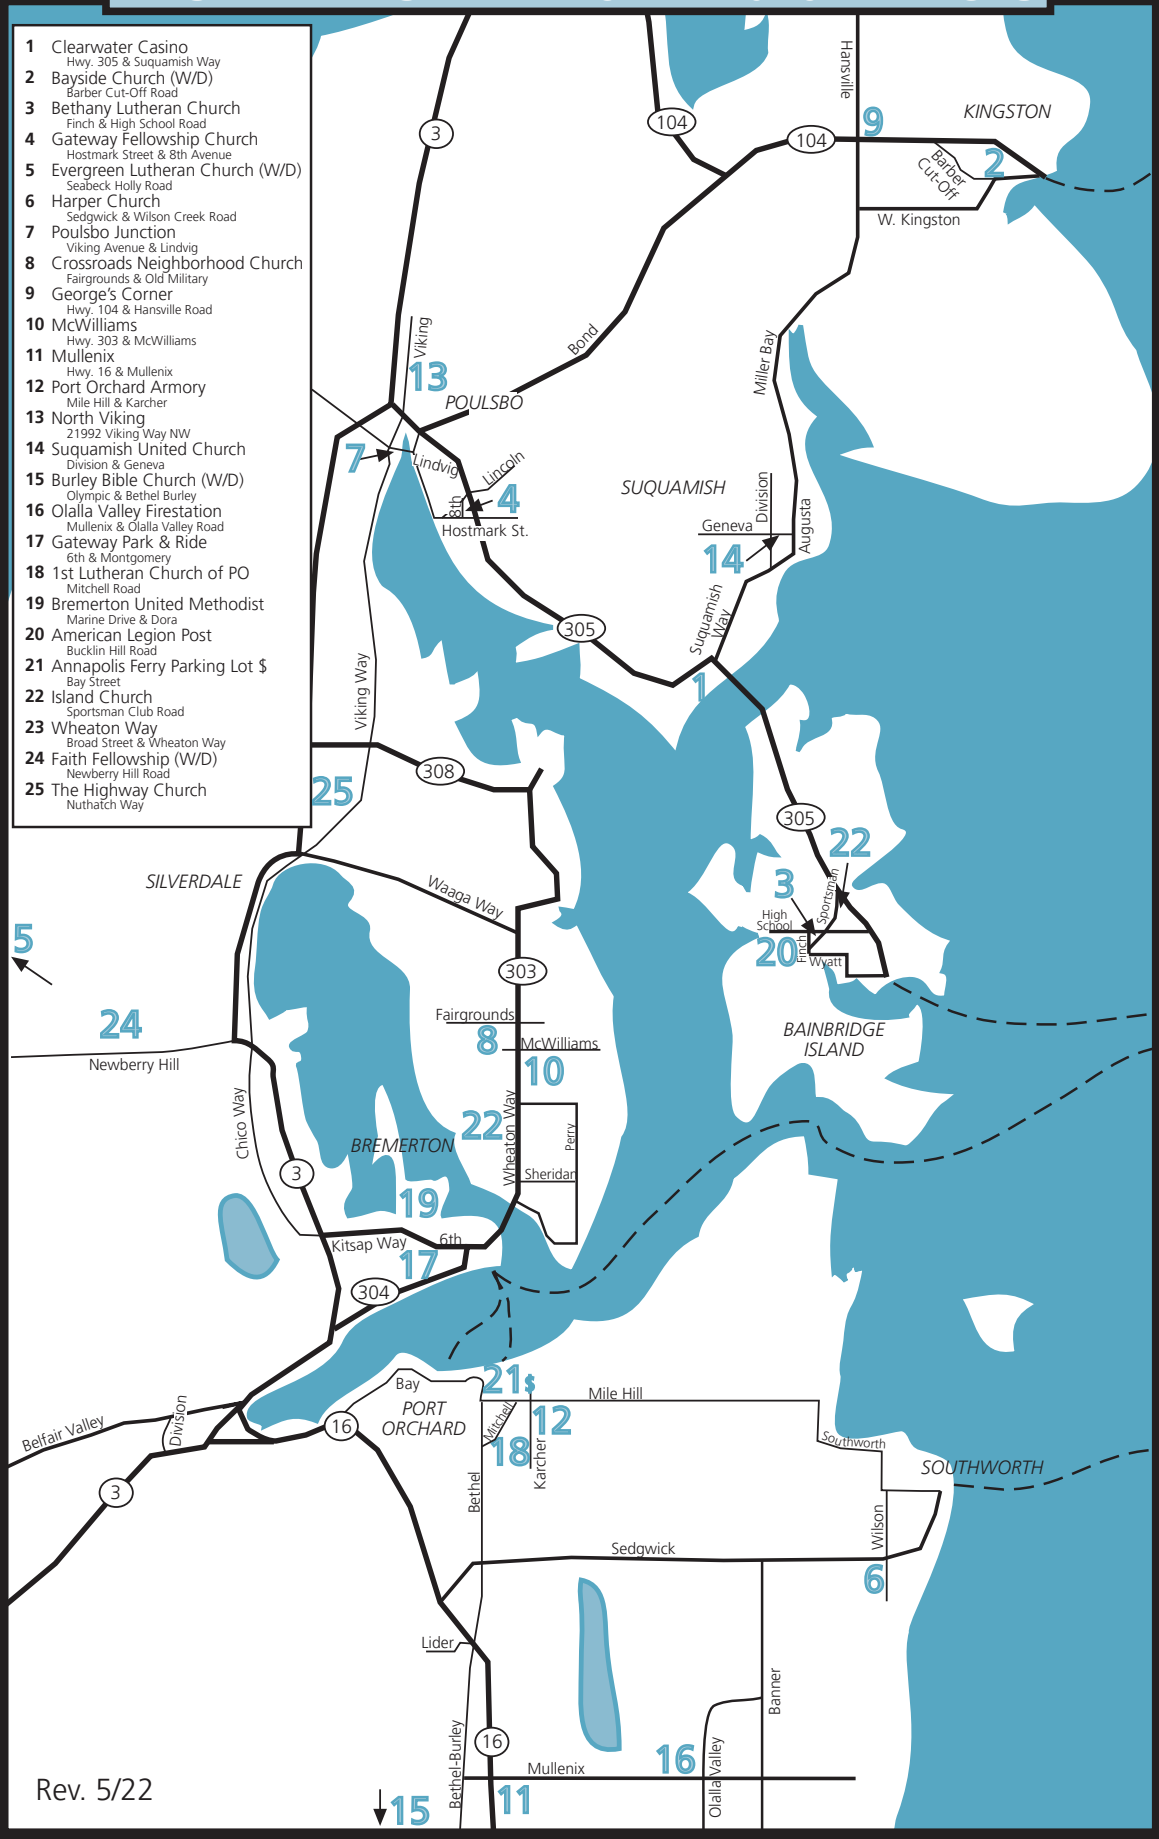 1 Clearwater Casino
Hwy. 305 & Suquamish Way
2 Bayside Church (W/D)
Barber Cut-Off Road
3 Bethany Lutheran Church
Finch & High School Road
4 Gateway Fellowship Church
Hostmark Street & 8th Avenue
5 Evergreen Lutheran Church (W/D)
Seabeck Holly Road
6 Harper Church
Sedgwick & Wilson Creek Road
7 Poulsbo Junction
Viking Avenue & Lindvig
8 Crossroads Neighborhood Church
Fairgrounds & Old Military
9 George's Corner
Hwy. 104 & Hansville Road
10 McWilliams
Hwy. 303 & McWilliams
11 Mullenix
Hwy. 16 & Mullenix
12 Port Orchard Armory
Mile Hill & Karcher
13 North Viking
21992 Viking Way NW
14 Suquamish United Church
Division & Geneva
15 Burley Bible Church (W/D)
Olympic & Bethel Burley
16 Olalla Valley Firestation
Mullenix & Olalla Valley Road
17 Gateway Park & Ride
6th & Montgomery
18 1st Lutheran Church of PO
Mitchell Road
19 Bremerton United Methodist
Marine Drive & Dora
20 American Legion Post
Bucklin Hill Road
21 Annapolis Ferry Parking Lot $
Bay Street
22 Island Church
Sportsman Club Road
23 Wheaton Way
Broad Street & Wheaton Way
24 Faith Fellowship (W/D)
Newberry Hill Road
25 The Highway Church
Nuthatch Way
Hansville
KINGSTON
3
104
104
9
Barber
Cut-Off
2
W. Kingston
Viking
Bond
Miller Bay
13
POULSBO
7
Lindvig
Lincoln
8th
4
Hostmark St.
SUQUAMISH
Division
Geneva
Augusta
14
Suquamish
Way
305
1
Viking Way
308
25
305
22
SILVERDALE
Waaga Way
3
Sportsman
High
School
Finch
20
Wyatt
5
303
24
Newberry Hill
Fairgrounds
8
McWilliams
10
BAINBRIDGE
ISLAND
Chico Way
22
Wheaton Way
Perry
BREMERTON
Sheridan
3
19
Kitsap Way
6th
17
304
Bay
21$
Mile Hill
PORT
ORCHARD
Mitchell
12
18
Karcher
16
Belfair Valley
Division
Southworth
SOUTHWORTH
3
Bethel
Wilson
Sedgwick
6
Lider
Banner
16
Bethel-Burley
Mullenix
16
Olalla Valley
11
15
Rev. 5/22